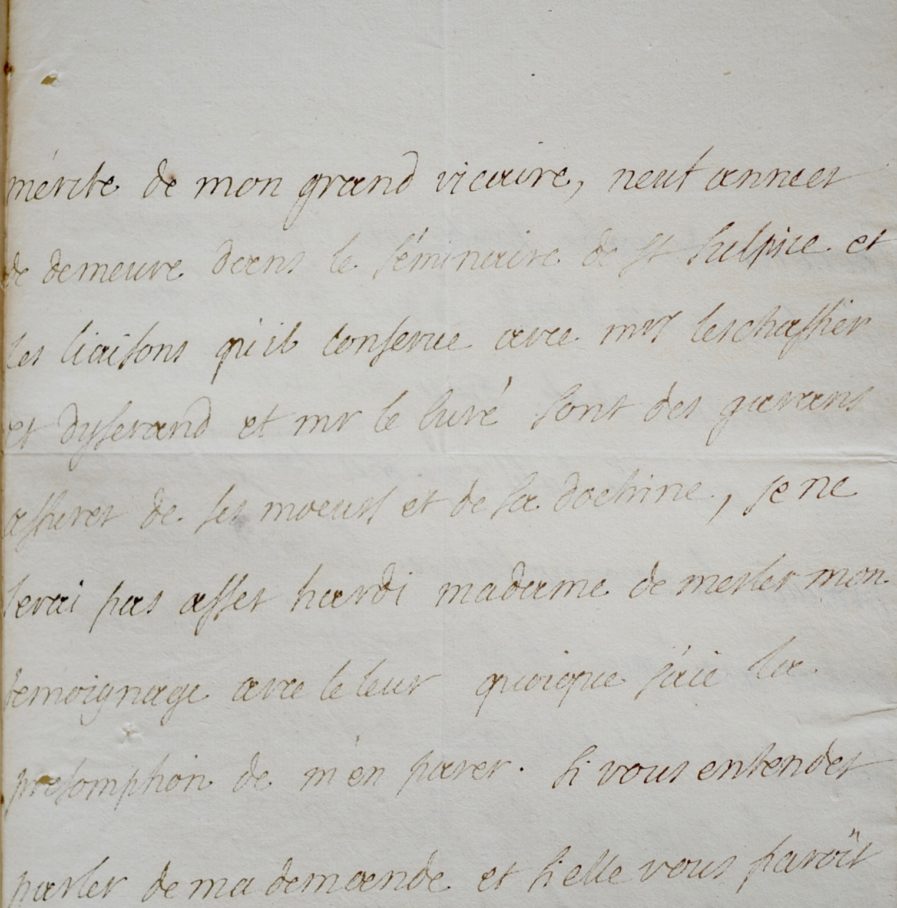 mérite de mon grand vicaire, neuf années
de demeure dans le séminaire de st sulpice et
les liaisons qu'il conserve avec mrs leschassier
et et mr le curé sont des garans
assurez de ses moeurs et de sa doctrine, je ne
serai pas assez hardi madame de mesler mon
temoignage avec le leur quoique j'aie la
presomption de m'en parer. si vous entendez
parler de ma demande et si elle vous paroît